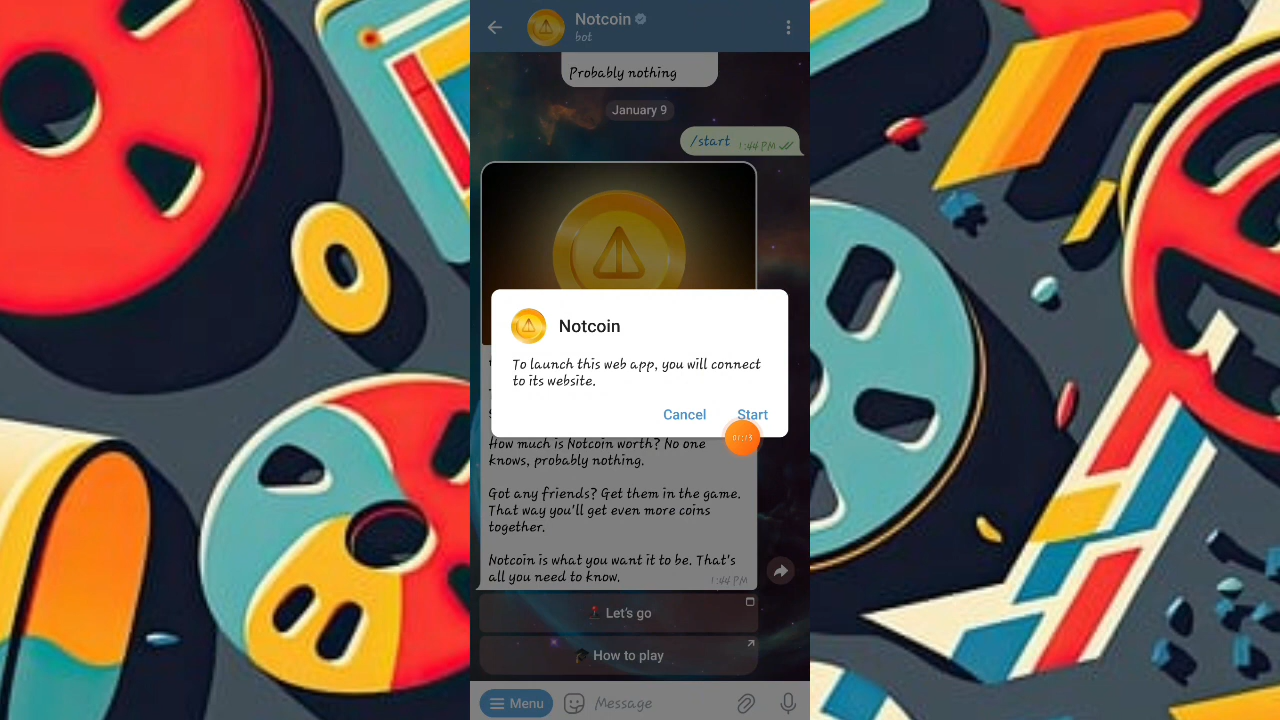 Notcoin
bot
Probably nothing
January 9
/start 1:44 PM
Notcoin
To launch this web app, you will connect
to its website.
Cancel Start
01:13
How much is Notcoin worth? No one
knows, probably nothing.
Got any friends? Get them in the game.
That way you'll get even more coins
together.
Notcoin is what you want it to be. That's
all you need to know.
1:44 PM
Let's go
How to play
Menu Message